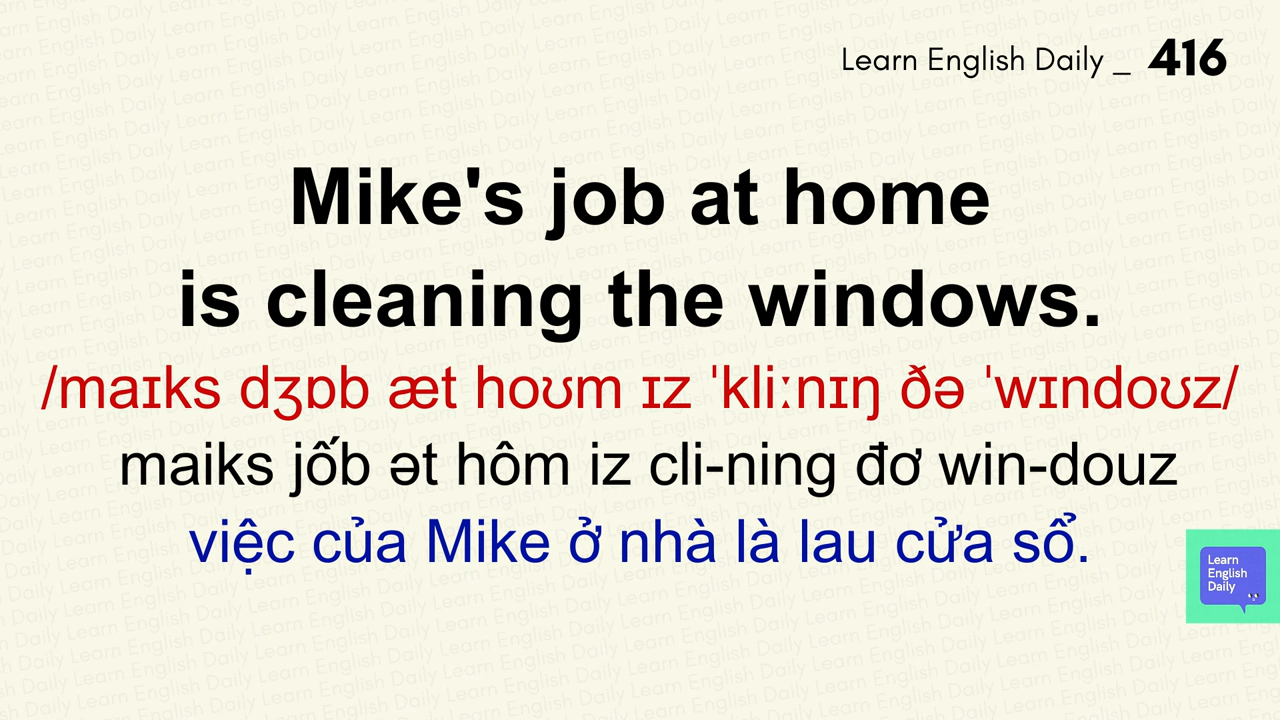 Learn English Daily _ 416
Mike's job at home
is cleaning the windows.
/maɪks dʒɒb æt hoʊm ɪz ˈkliːnɪŋ ðə ˈwɪndoʊz/
maiks jốb ət hôm iz cli-ning đơ win-douz
việc của Mike ở nhà là lau cửa sổ.
Learn
English
Daily